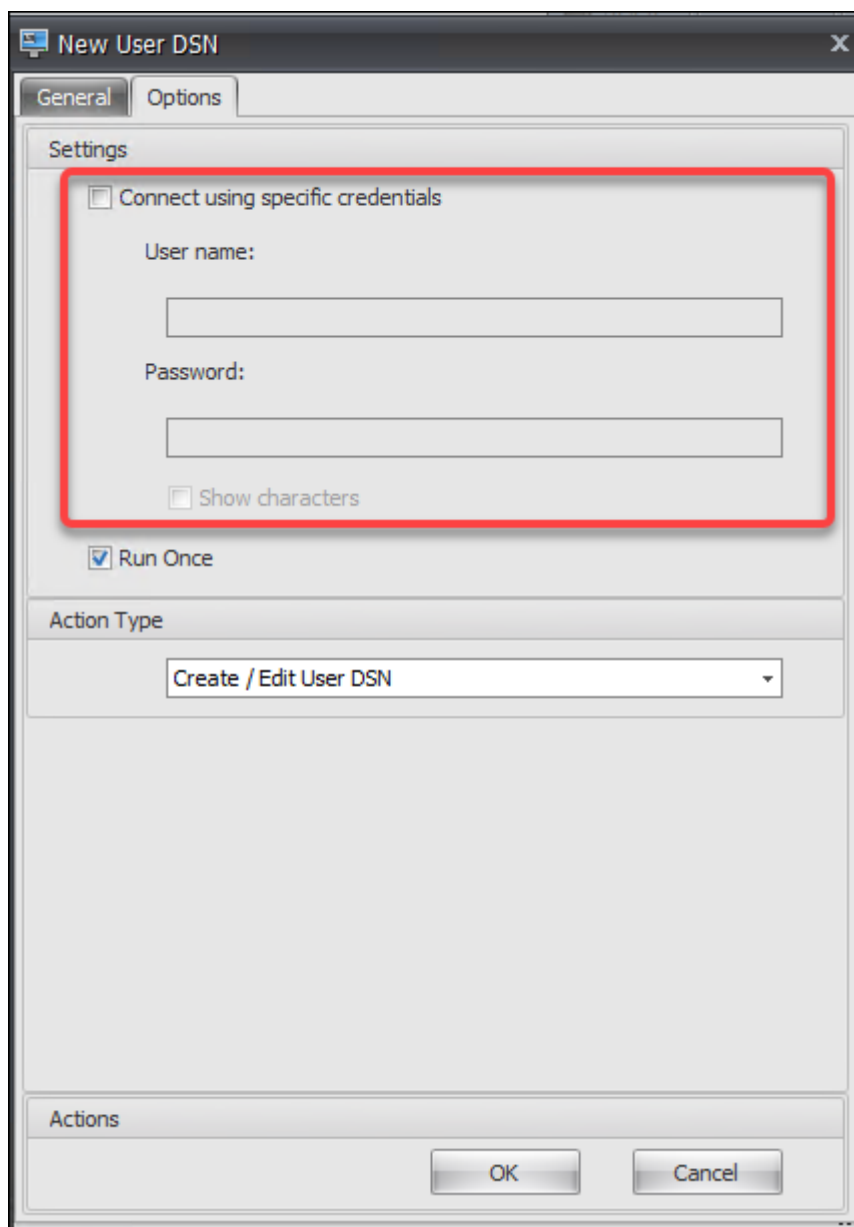 New User DSN
General Options
Settings
Connect using specific credentials
User name:
Password:
Show characters
Run Once
Action Type
Create / Edit User DSN
Actions
OK Cancel